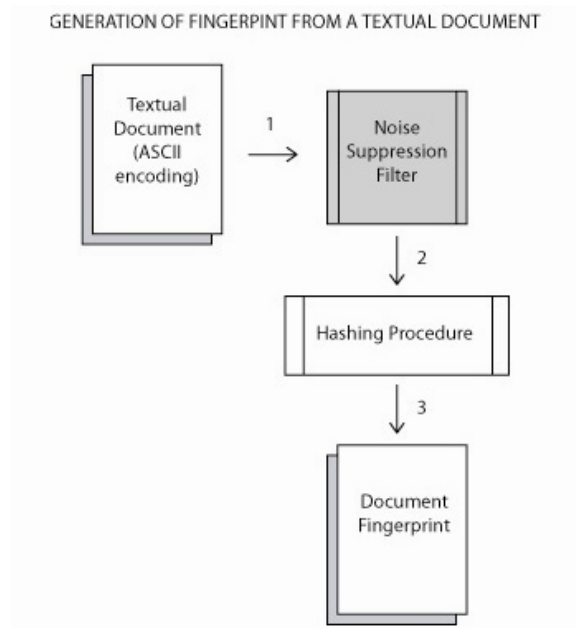 GENERATION OF FINGERPINT FROM A TEXTUAL DOCUMENT
Textual
Document
(ASCII
encoding)
1
Noise
Suppression
Filter
2
Hashing Procedure
3
Document
Fingerprint